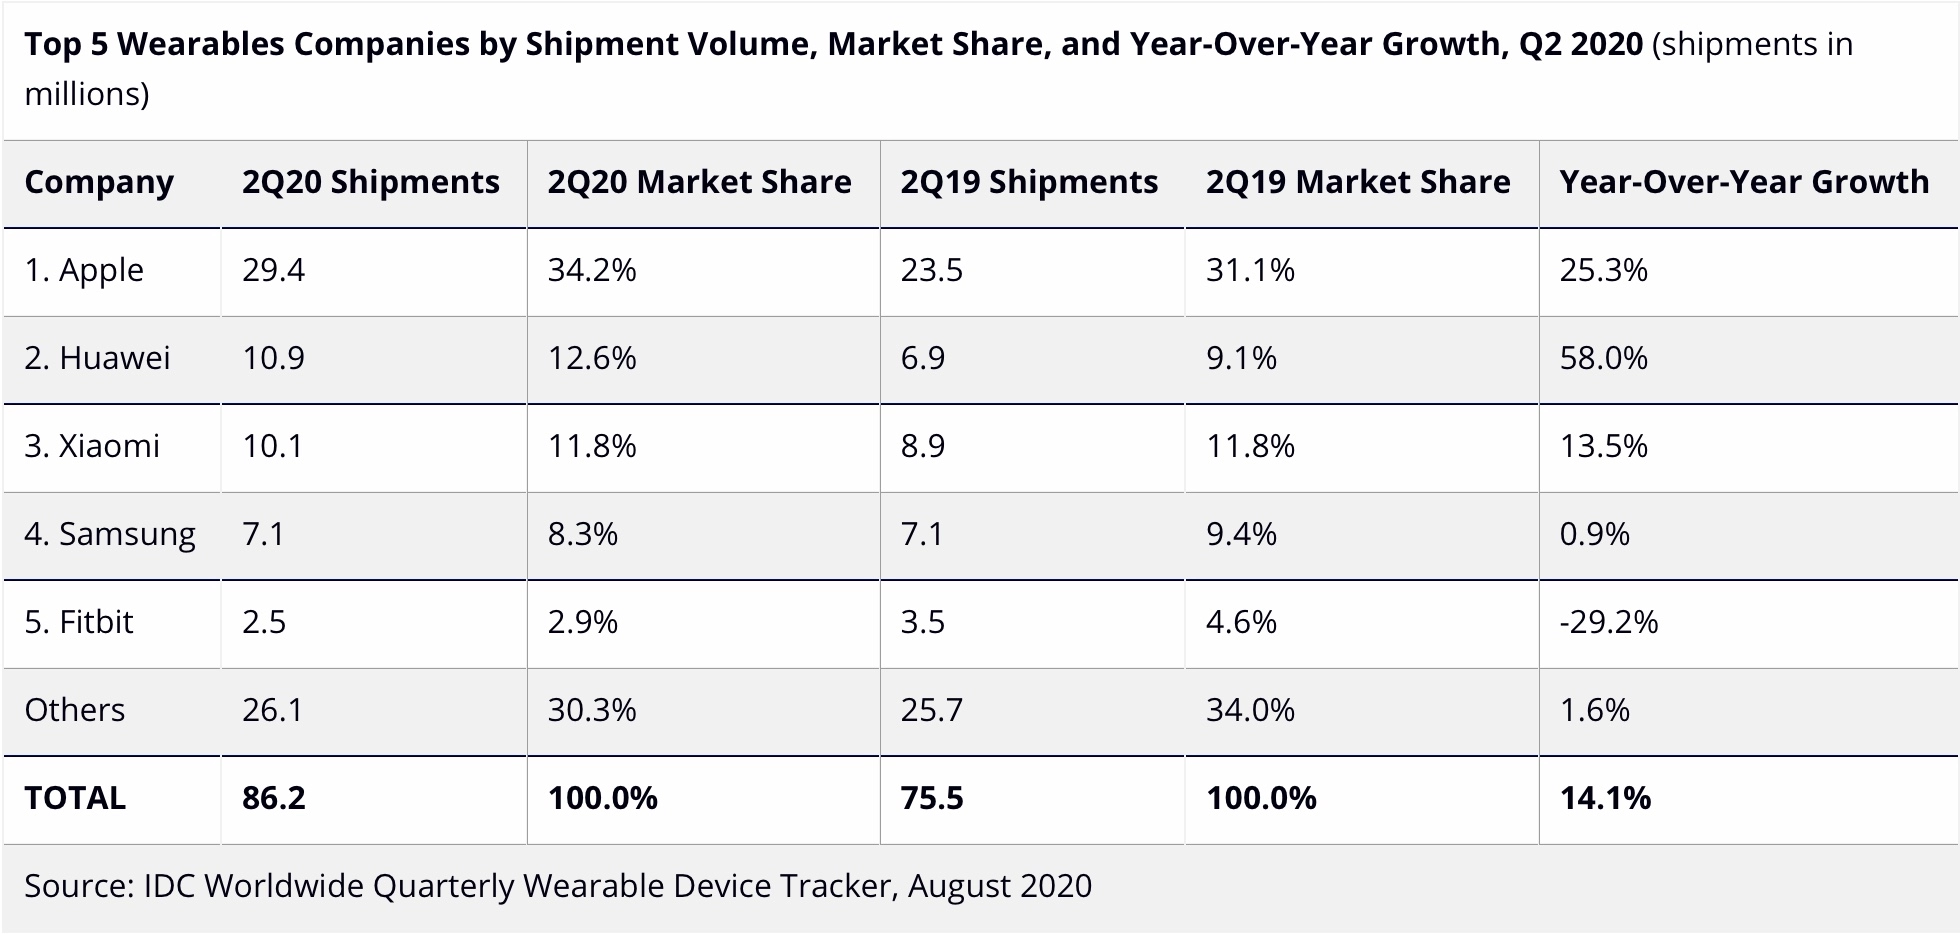 Top 5 Wearables Companies by Shipment Volume, Market Share, and Year-Over-Year Growth, Q2 2020 (shipments in
millions)
Company 2Q20 Shipments 2Q20 Market Share 2Q19 Shipments 2Q19 Market Share Year-Over-Year Growth
1. Apple 29.4 34.2% 23.5 31.1% 25.3%
2. Huawei 10.9 12.6% 6.9 9.1% 58.0%
3. Xiaomi 10.1 11.8% 8.9 11.8% 13.5%
4. Samsung 7.1 8.3% 7.1 9.4% 0.9%
5. Fitbit 2.5 2.9% 3.5 4.6% -29.2%
Others 26.1 30.3% 25.7 34.0% 1.6%
TOTAL 86.2 100.0% 75.5 100.0% 14.1%
Source: IDC Worldwide Quarterly Wearable Device Tracker, August 2020